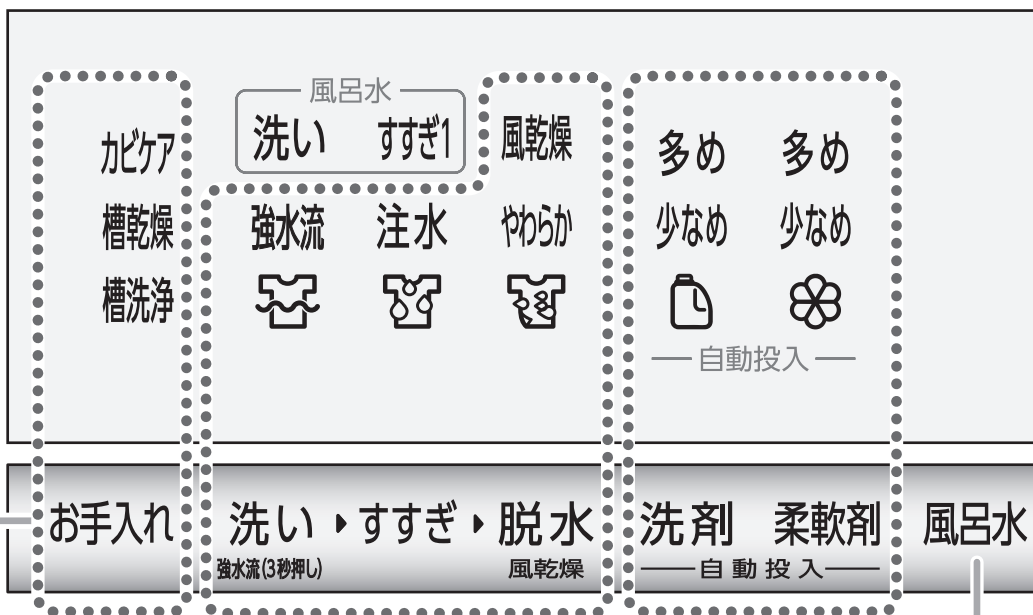 風呂水
カビケア 洗い すすぎ1 風乾燥 多め 多め
槽乾燥 強水流 注水 やわらか 少なめ 少なめ
槽洗浄
自動投入
お手入れ 洗い すすぎ 脱水 洗剤 柔軟剤 風呂水
強水流(3秒押し) 風乾燥 自動投入